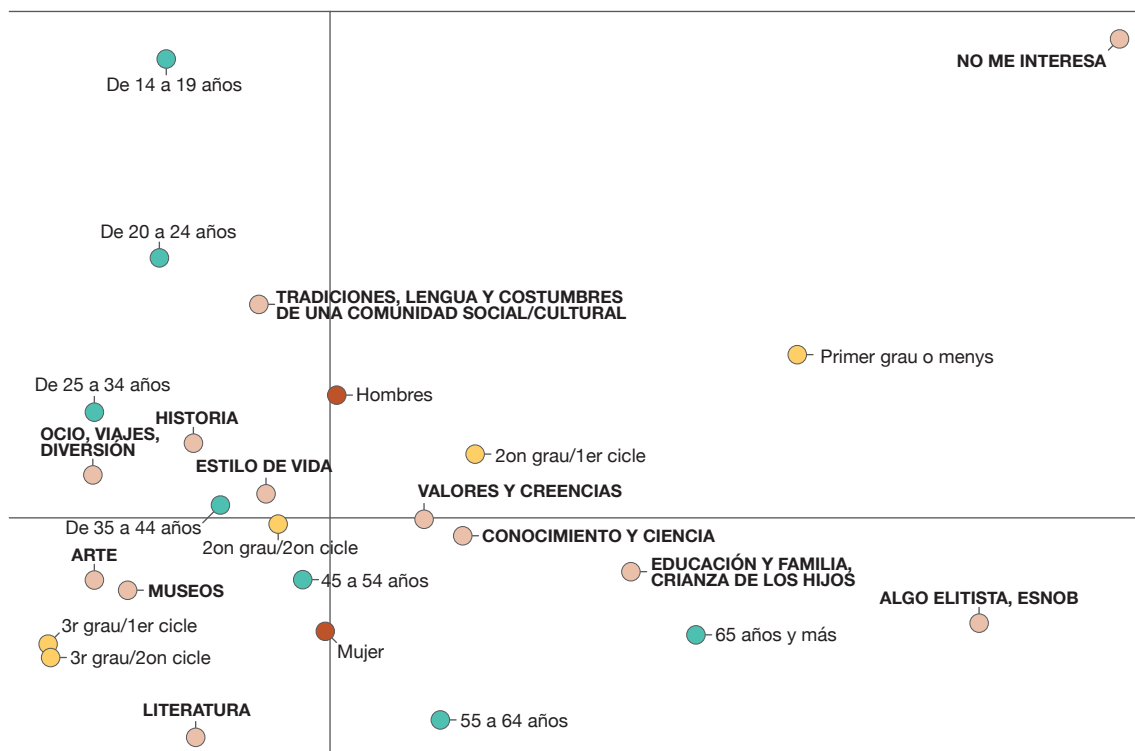 NO ME INTERESA
De 14 a 19 años
De 20 a 24 años
TRADICIONES, LENGUA Y COSTUMBRES
DE UNA COMUNIDAD SOCIAL/CULTURAL
Primer grau o menys
De 25 a 34 años
Hombres
HISTORIA
OCIO, VIAJES,
DIVERSIÓN
2on grau/1er cicle
ESTILO DE VIDA
VALORES Y CREENCIAS
De 35 a 44 años
CONOCIMIENTO Y CIENCIA
2on grau/2on cicle
ARTE
EDUCACIÓN Y FAMILIA,
CRIANZA DE LOS HIJOS
45 a 54 años
MUSEOS
ALGO ELITISTA, ESNOB
3r grau/1er cicle
65 años y más
Mujer
3r grau/2on cicle
LITERATURA
55 a 64 años